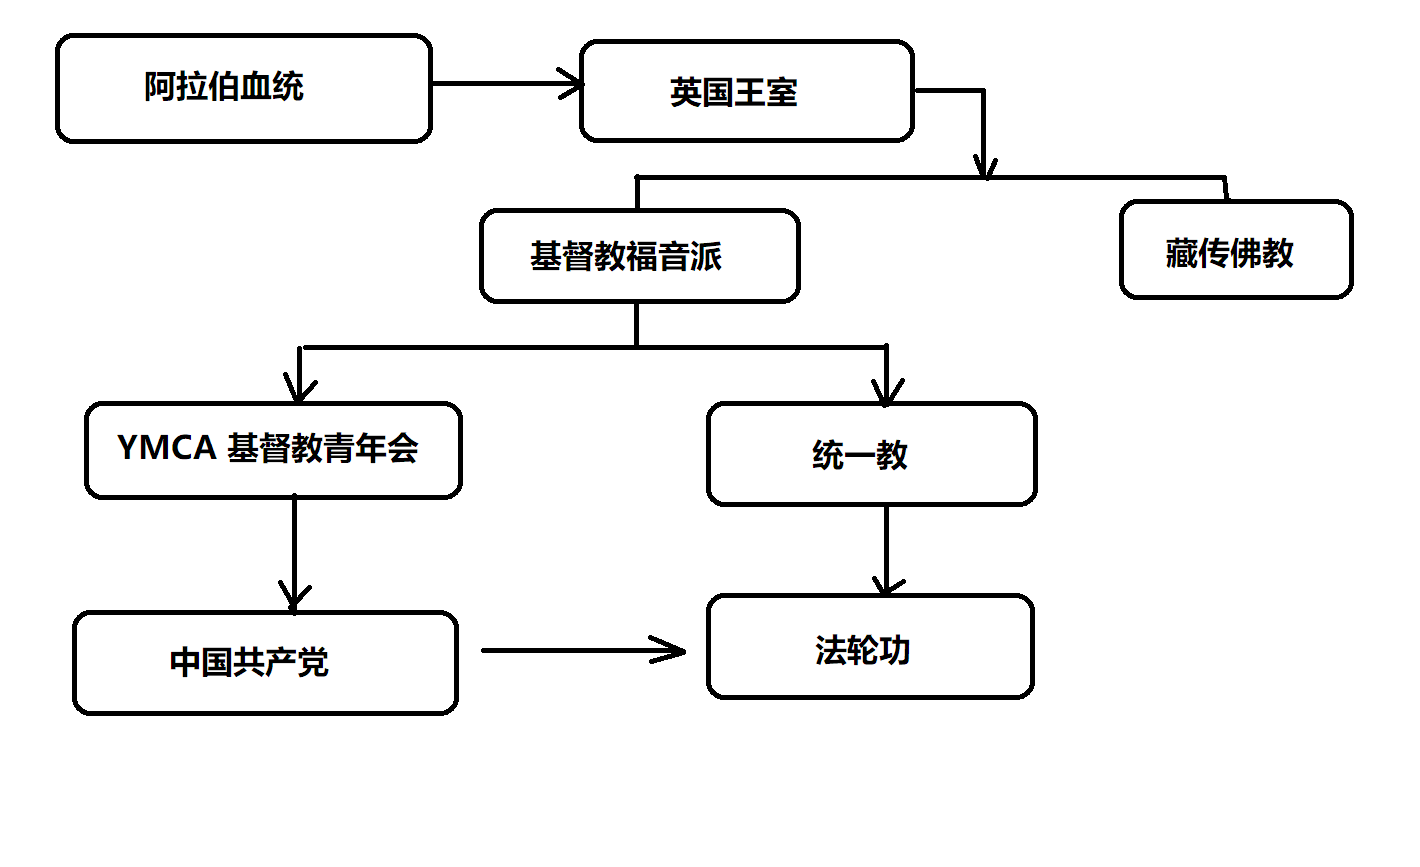 阿拉伯血统
英国王室
基督教福音派
藏传佛教
YMCA 基督教青年会
统一教
中国共产党
法轮功